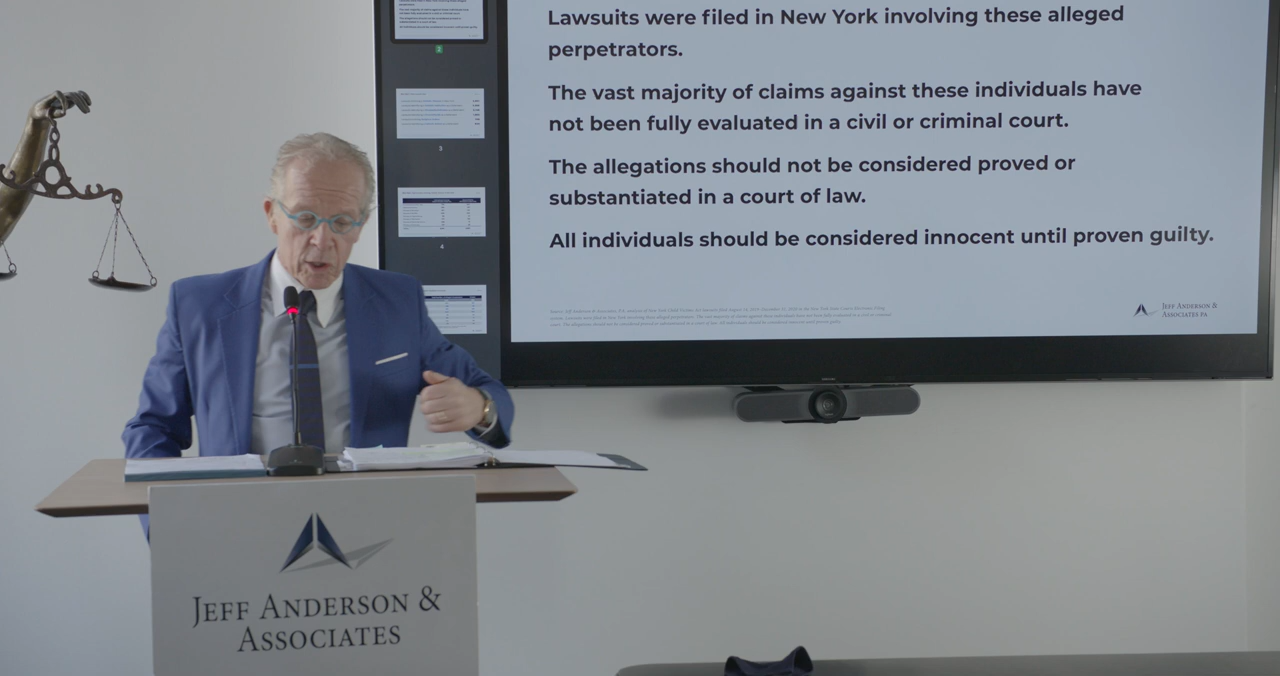 Lawsuits were filed in New York involving these alleged
perpetrators.
The vast majority of claims against these individuals have
not been fully evaluated in a civil or criminal court.
The allegations should not be considered proved or
substantiated in a court of law.
All individuals should be considered innocent until proven guilty.
JEFF ANDERSON &
ASSOCIATES PA
2
3
4
JEFF ANDERSON &
ASSOCIATES